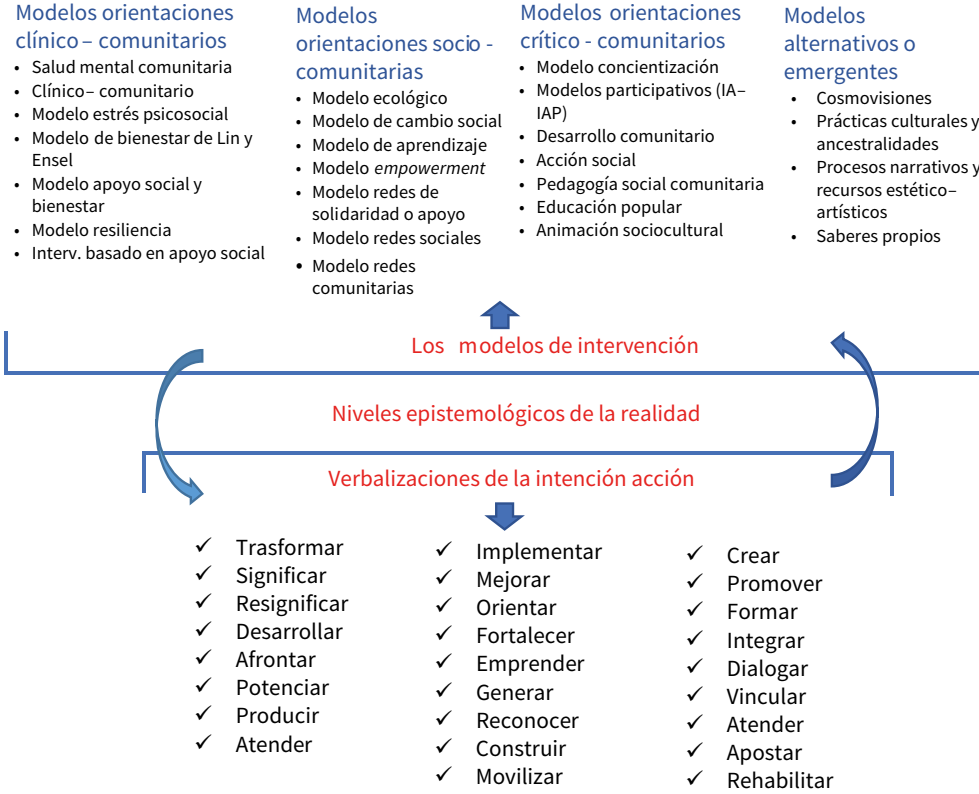 Modelos orientaciones
clínico – comunitarios
• Salud mental comunitaria
• Clínico – comunitario
• Modelo estrés psicosocial
• Modelo de bienestar de Lin y
Ensel
• Modelo apoyo social y
bienestar
• Modelo resiliencia
• Interv. basado en apoyo social
Modelos
orientaciones socio -
comunitarias
• Modelo ecológico
• Modelo de cambio social
• Modelo de aprendizaje
• Modelo empowerment
• Modelo redes de
solidaridad o apoyo
• Modelo redes sociales
• Modelo redes
comunitarias
Modelos orientaciones
crítico - comunitarios
• Modelo concientización
• Modelos participativos (IA–
IAP)
• Desarrollo comunitario
• Acción social
• Pedagogía social comunitaria
• Educación popular
• Animación sociocultural
Modelos
alternativos o
emergentes
• Cosmovisiones
• Prácticas culturales y
ancestralidades
• Procesos narrativos y
recursos estético–
artísticos
• Saberes propios
Los modelos de intervención
Niveles epistemológicos de la realidad
Verbalizaciones de la intención acción
✓ Trasformar
✓ Significar
✓ Resignificar
✓ Desarrollar
✓ Afrontar
✓ Potenciar
✓ Producir
✓ Atender
✓ Implementar
✓ Mejorar
✓ Orientar
✓ Fortalecer
✓ Emprender
✓ Generar
✓ Reconocer
✓ Construir
✓ Movilizar
✓ Crear
✓ Promover
✓ Formar
✓ Integrar
✓ Dialogar
✓ Vincular
✓ Atender
✓ Apostar
✓ Rehabilitar